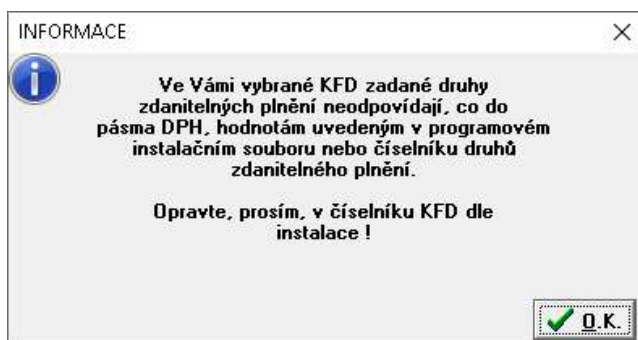 INFORMACE
Ve Vámi vybrané KFD zadané druhy
zdanitelných plnění neodpovídají, co do
pásma DPH, hodnotám uvedeným v programovém
instalačním souboru nebo číselníku druhů
zdanitelného plnění.
Opravte, prosím, v číselníku KFD dle
instalace !
O.K.